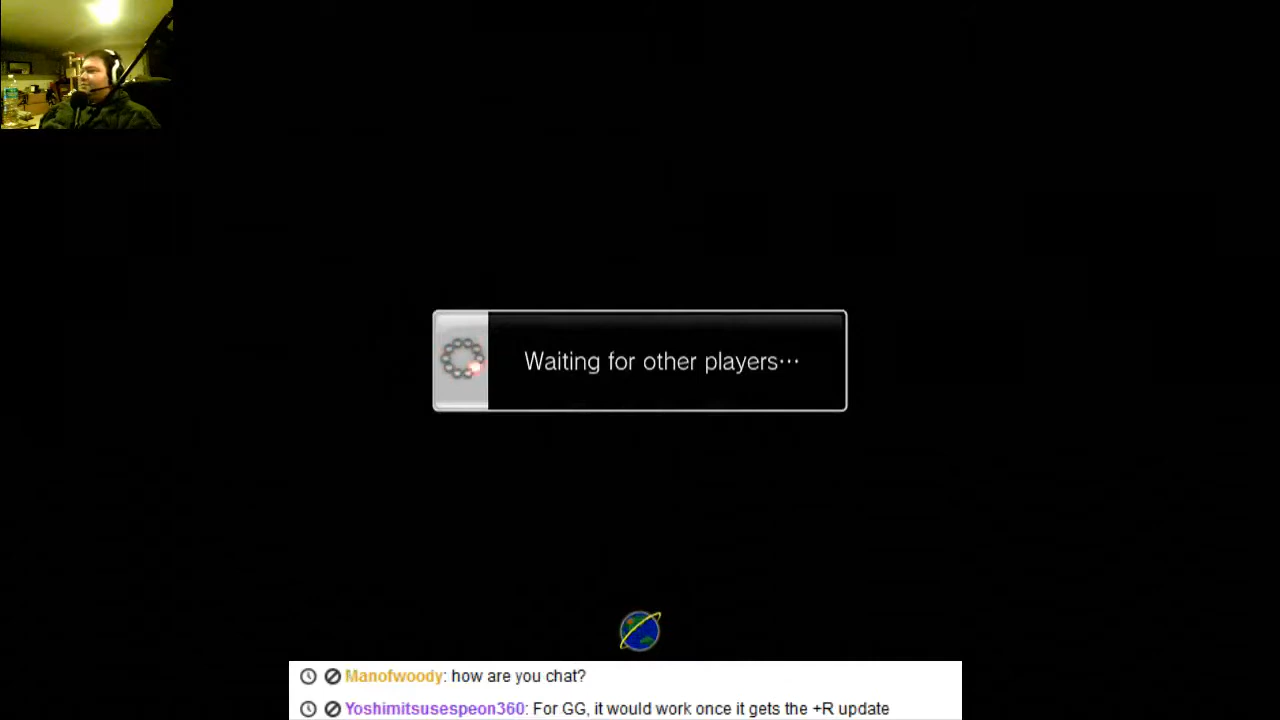 Waiting for other players…
Manofwoody: how are you chat?
Yoshimitsusespeon360: For GG, it would work once it gets the +R update